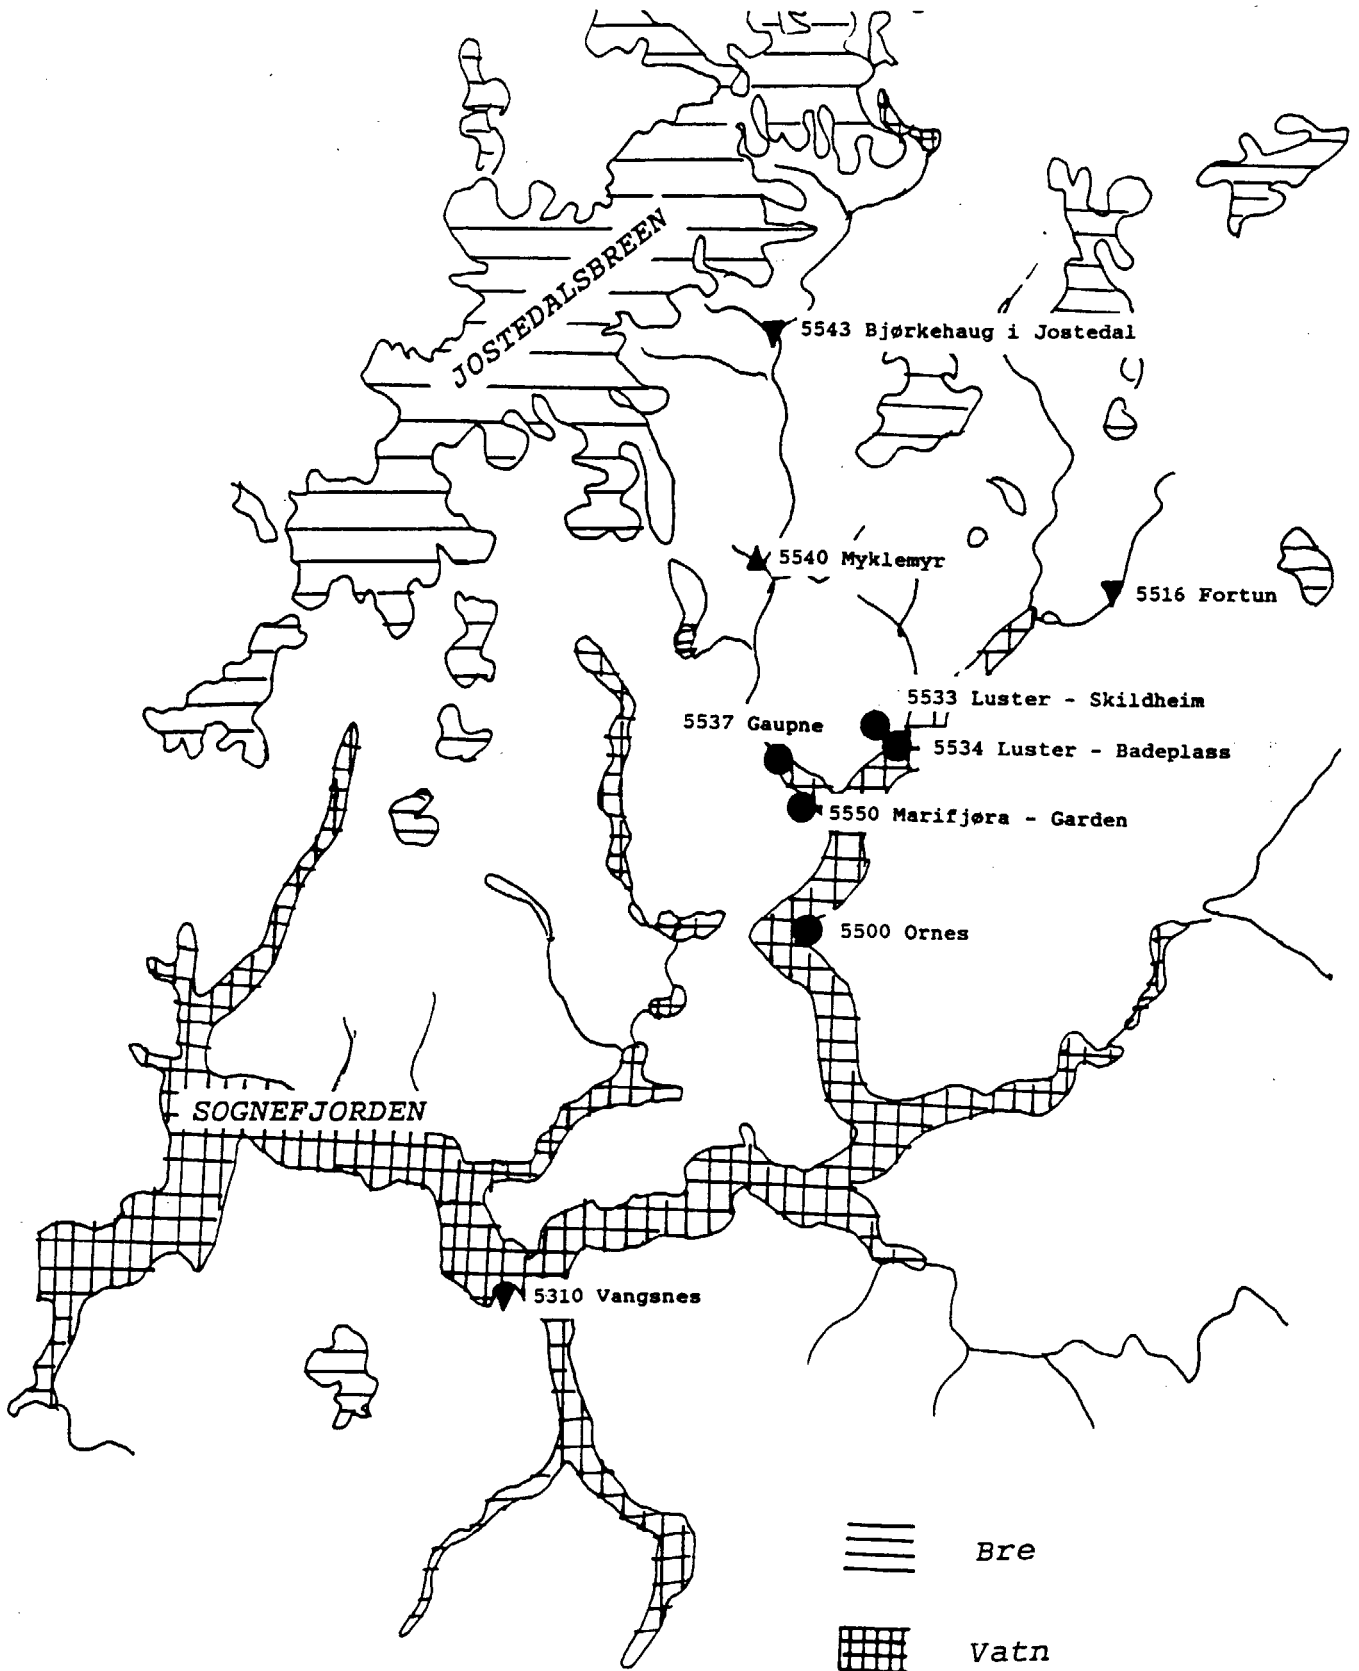 JOSTEDALSBREEN
5543 Bjørkehaug i Jostedal
5540 Myklemyr
5516 Fortun
5533 Luster - Skildheim
5537 Gaupne
5534 Luster - Badeplass
5550 Marifjøra - Garden
5500 Ornes
SOGNEFJORDEN
5310 Vangsnes
Bre
Vatn